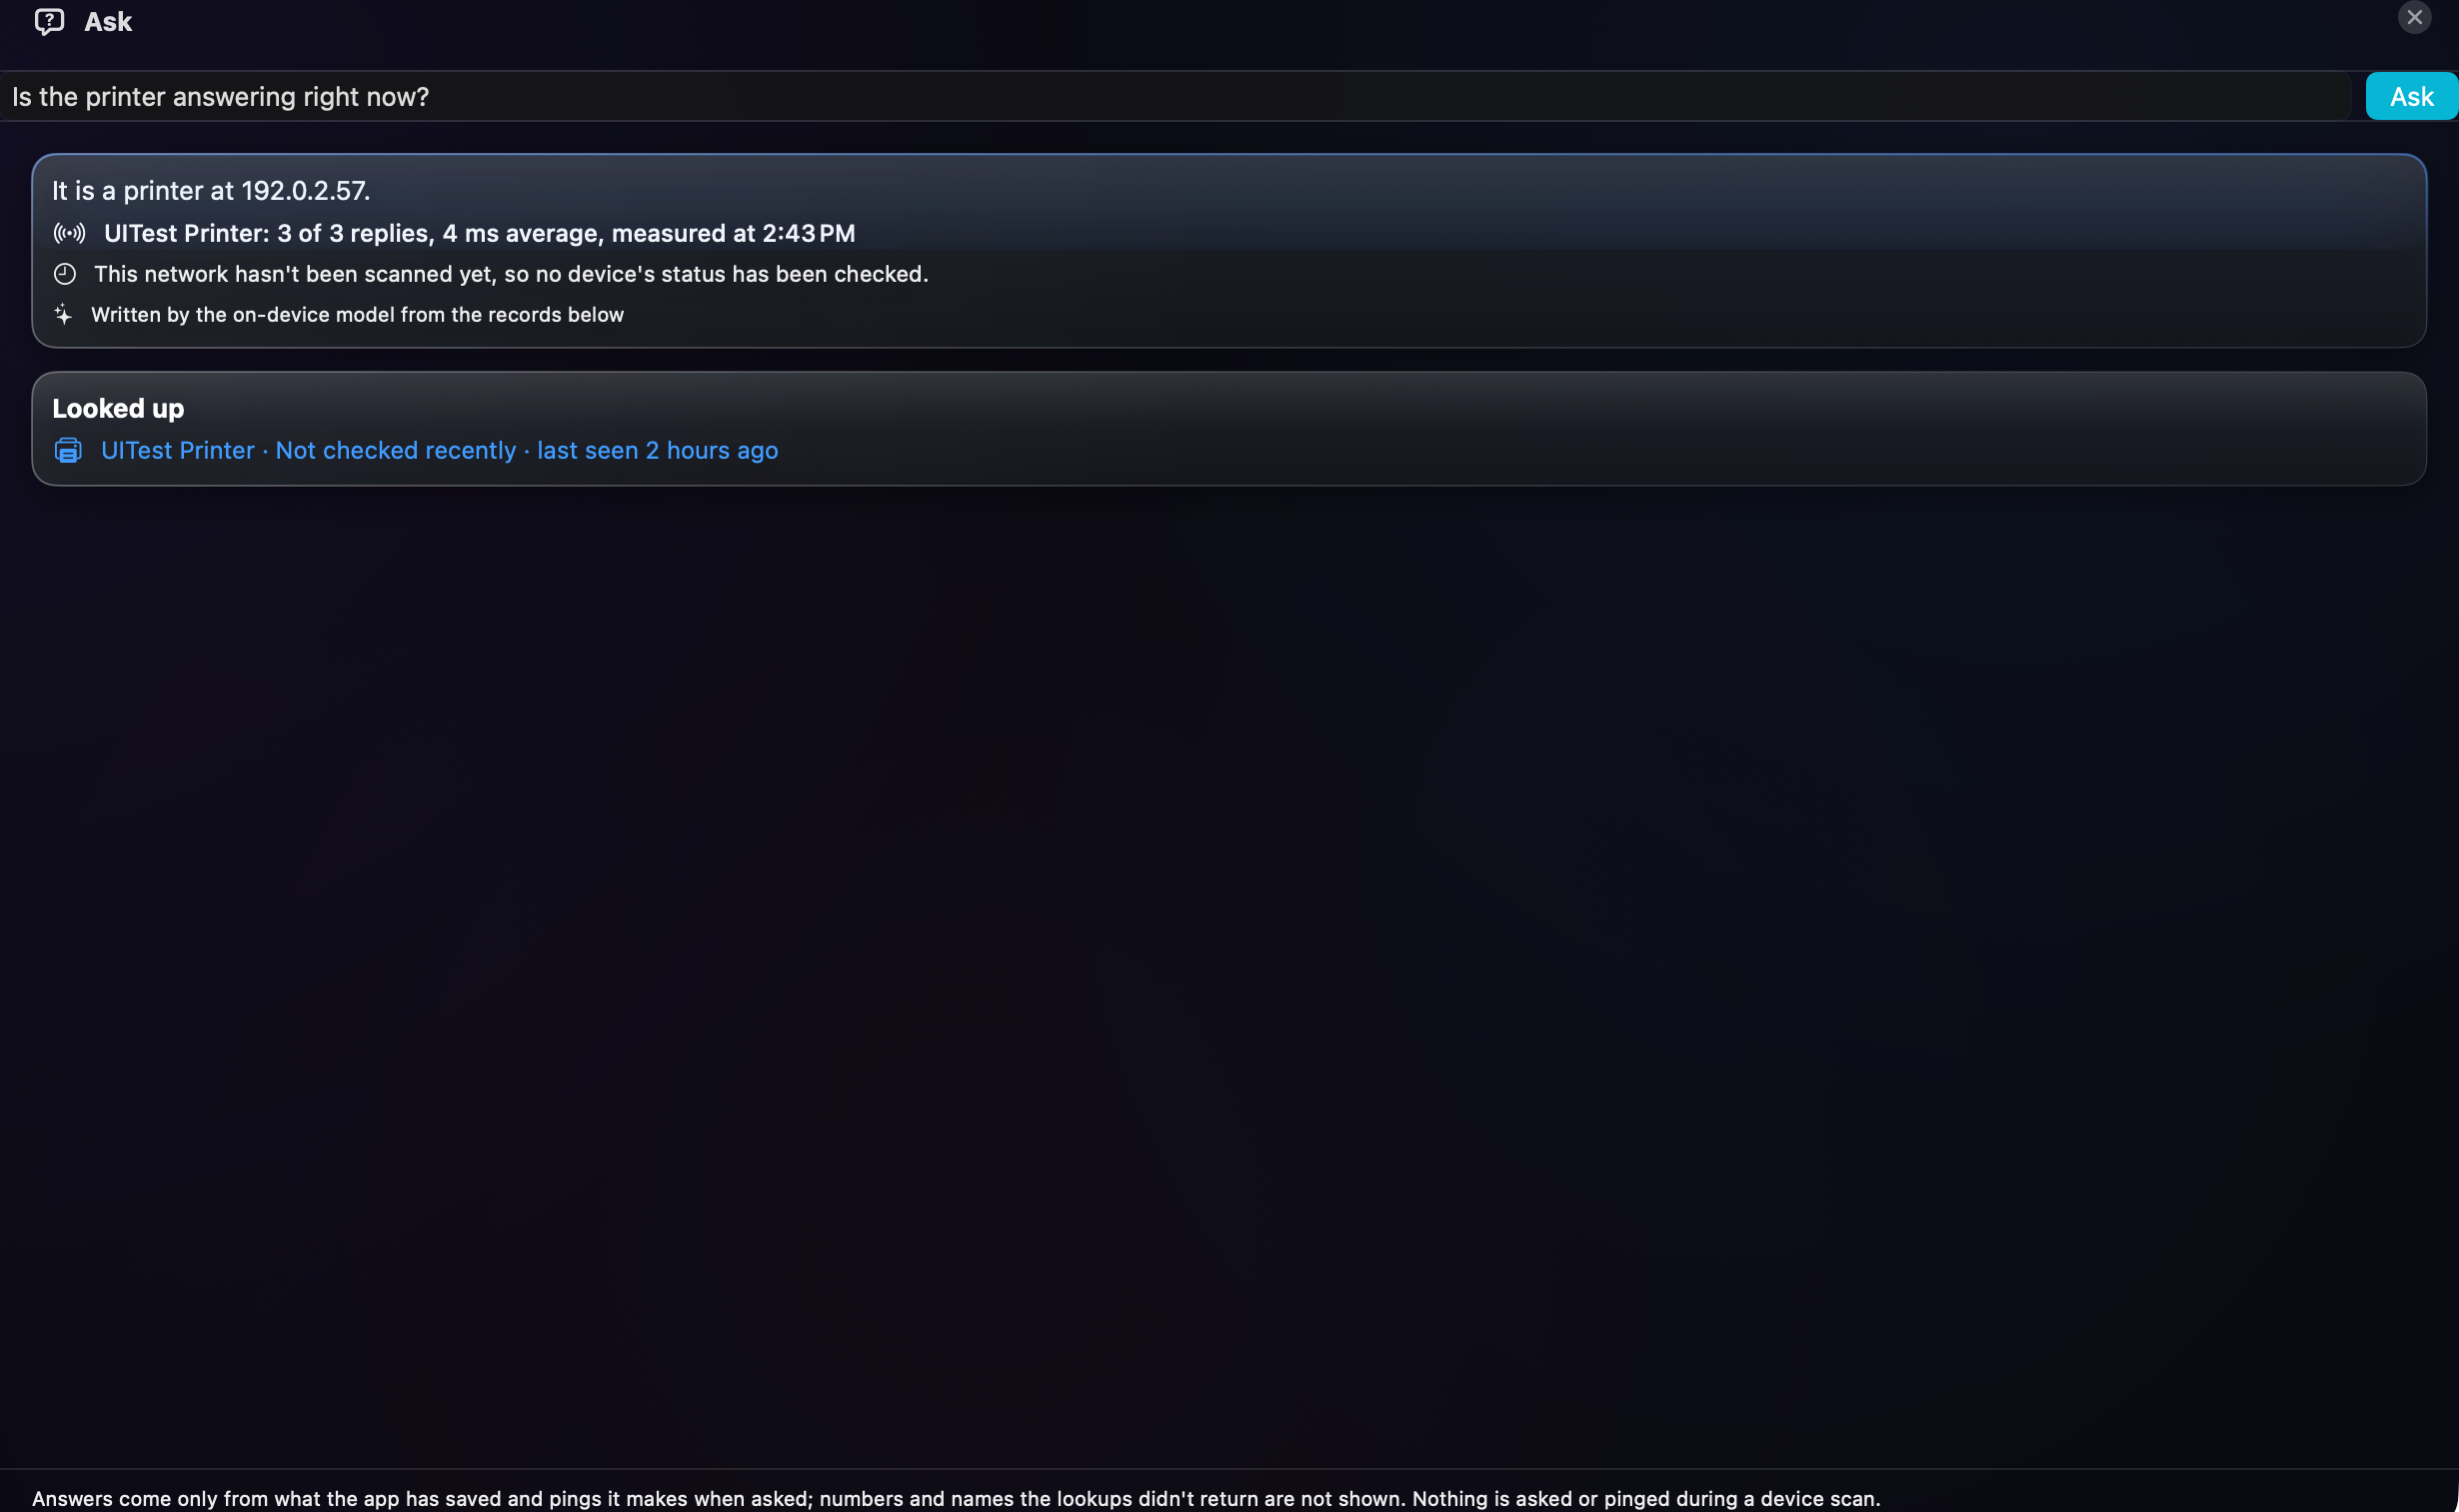 Ask
Is the printer answering right now?
Ask
It is a printer at 192.0.2.57.
UITest Printer: 3 of 3 replies, 4 ms average, measured at 2:43 PM
This network hasn't been scanned yet, so no device's status has been checked.
Written by the on-device model from the records below
Looked up
UITest Printer · Not checked recently · last seen 2 hours ago
Answers come only from what the app has saved and pings it makes when asked; numbers and names the lookups didn't return are not shown. Nothing is asked or pinged during a device scan.